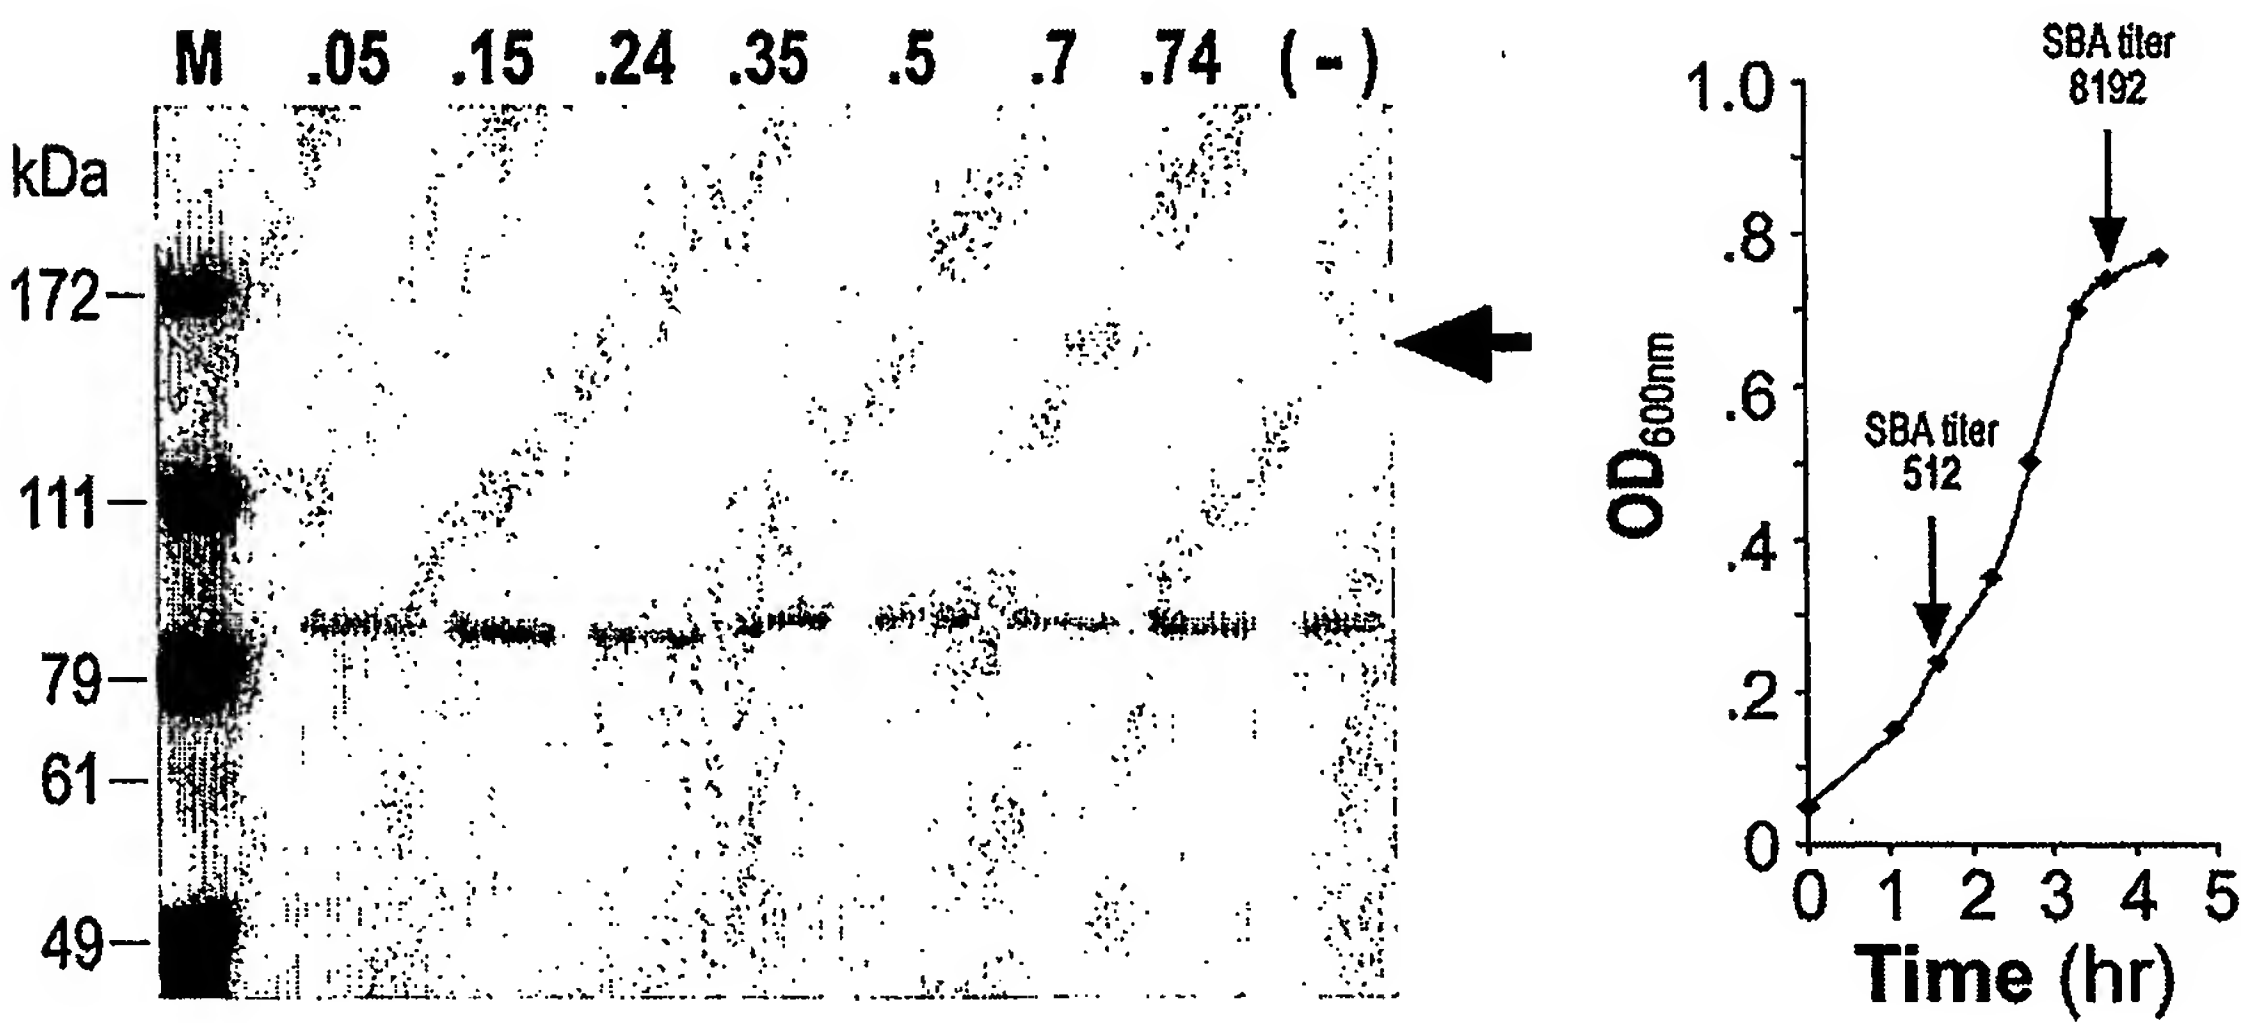 M .05 .15 .24 .35 .5 .7 .74 (-)
kDa
172
111
79
61
49
SBA titer
8192
SBA titer
512
OD600nm
1.0
.8
.6
.4
.2
0
0 1 2 3 4 5
Time (hr)